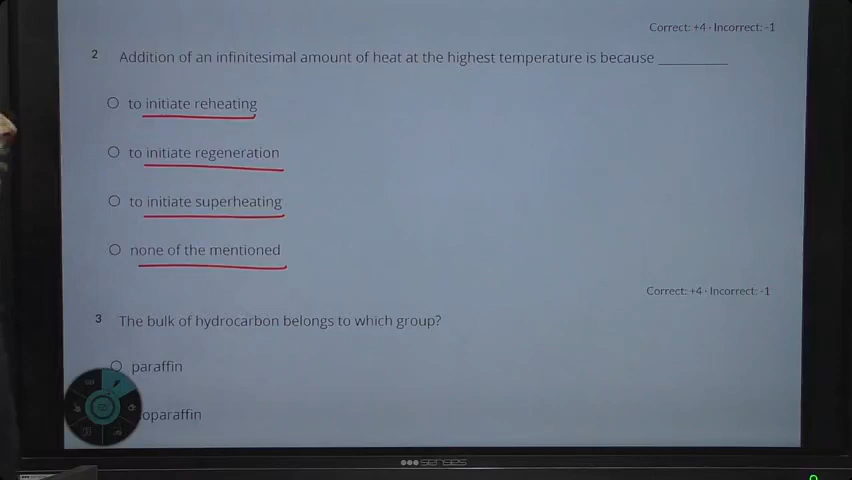 Correct: +4 · Incorrect: -1
2 Addition of an infinitesimal amount of heat at the highest temperature is because ________
to initiate reheating
to initiate regeneration
to initiate superheating
none of the mentioned
Correct: +4 · Incorrect: -1
3 The bulk of hydrocarbon belongs to which group?
paraffin
oparaffin
senses